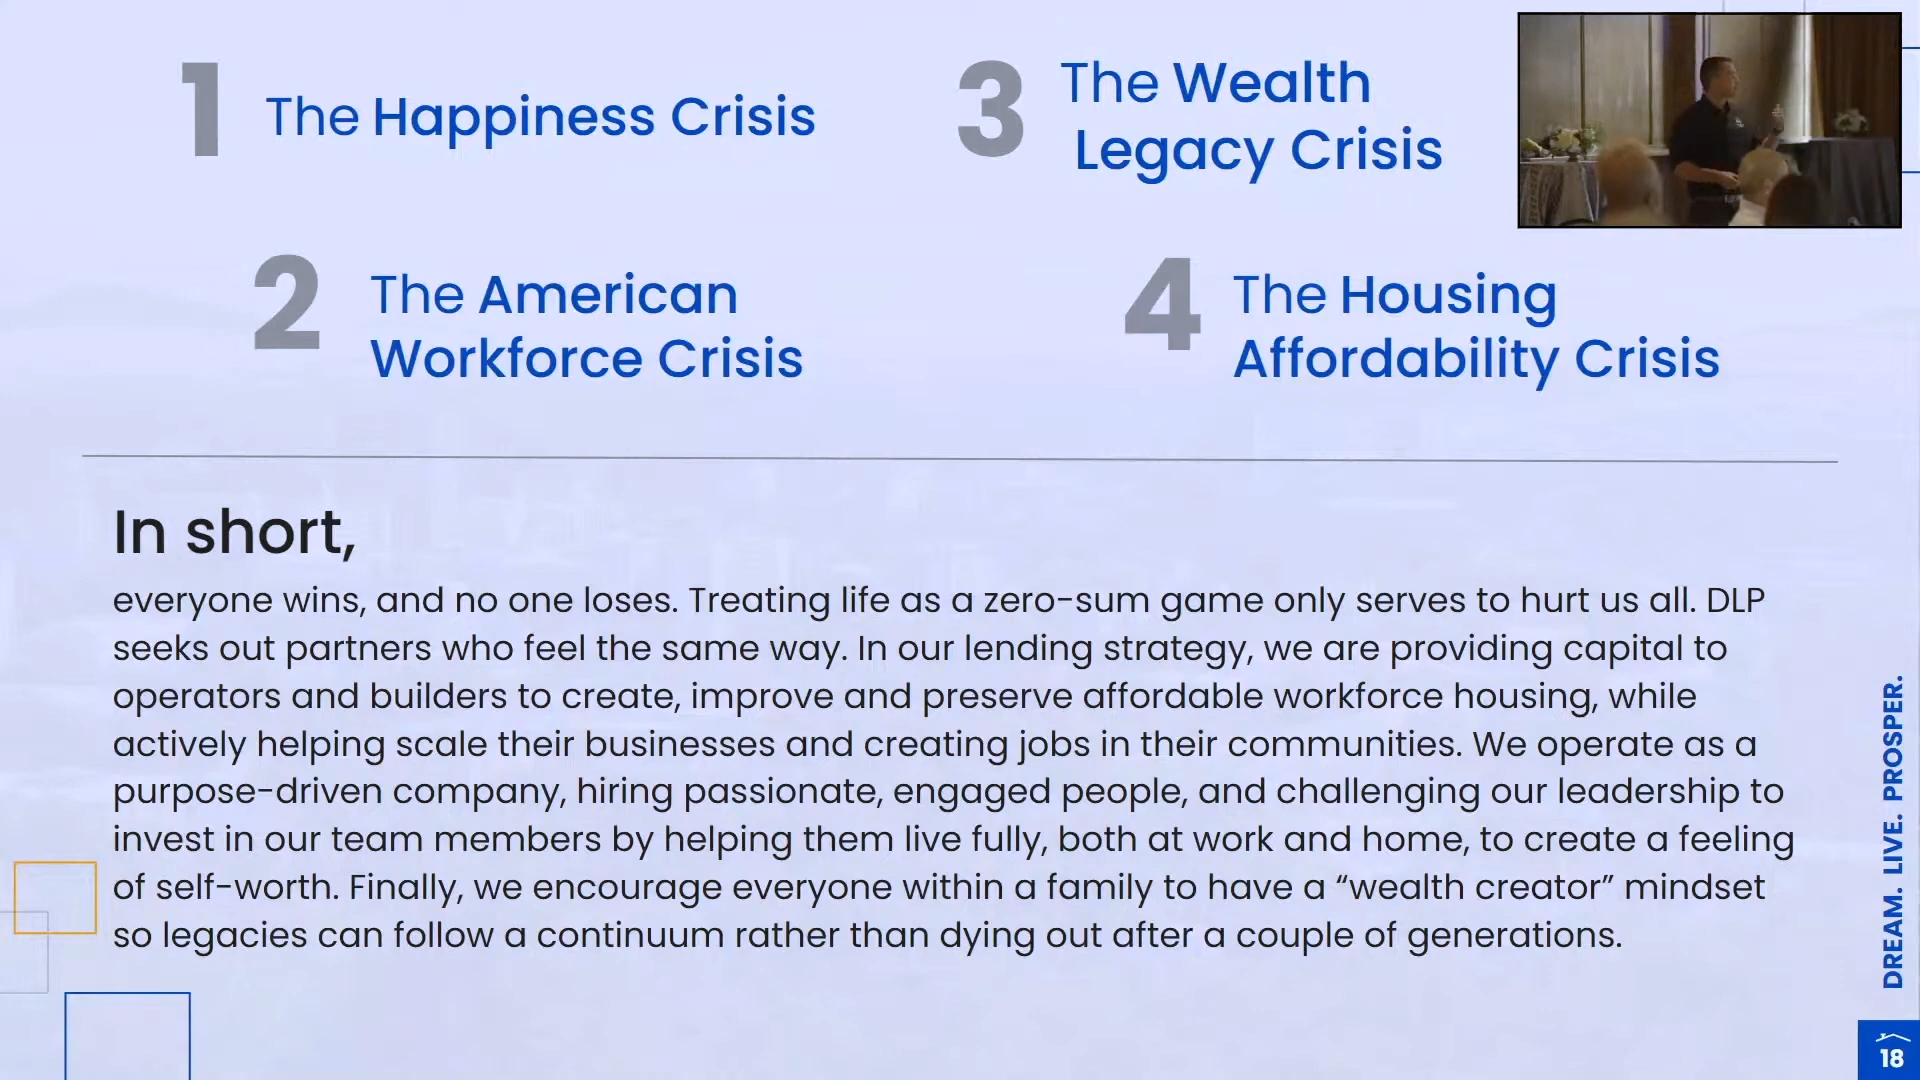 1
The Happiness Crisis
2
The American
Workforce Crisis
3
The Wealth
Legacy Crisis
4
The Housing
Affordability Crisis
In short,
everyone wins, and no one loses. Treating life as a zero-sum game only serves to hurt us all. DLP
seeks out partners who feel the same way. In our lending strategy, we are providing capital to
operators and builders to create, improve and preserve affordable workforce housing, while
actively helping scale their businesses and creating jobs in their communities. We operate as a
purpose-driven company, hiring passionate, engaged people, and challenging our leadership to
invest in our team members by helping them live fully, both at work and home, to create a feeling
of self-worth. Finally, we encourage everyone within a family to have a “wealth creator” mindset
so legacies can follow a continuum rather than dying out after a couple of generations.
DREAM. LIVE. PROSPER.
18